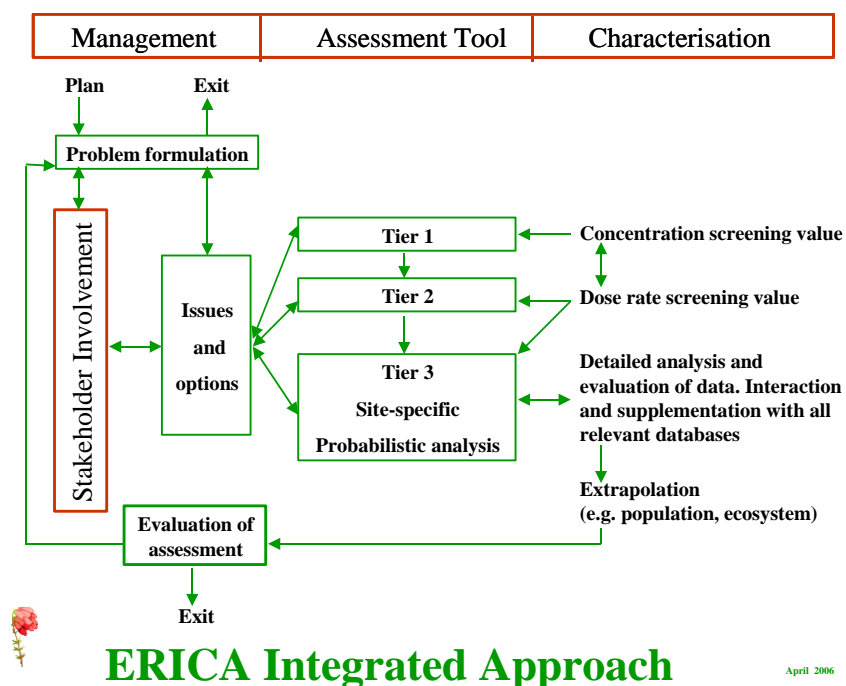 Management
Assessment Tool
Characterisation
Plan
Exit
Problem formulation
Stakeholder Involvement
Issues
and
options
Tier 1
Tier 2
Tier 3
Site-specific
Probabilistic analysis
Concentration screening value
Dose rate screening value
Detailed analysis and
evaluation of data. Interaction
and supplementation with all
relevant databases
Extrapolation
(e.g. population, ecosystem)
Evaluation of
assessment
Exit
ERICA Integrated Approach
April 2006